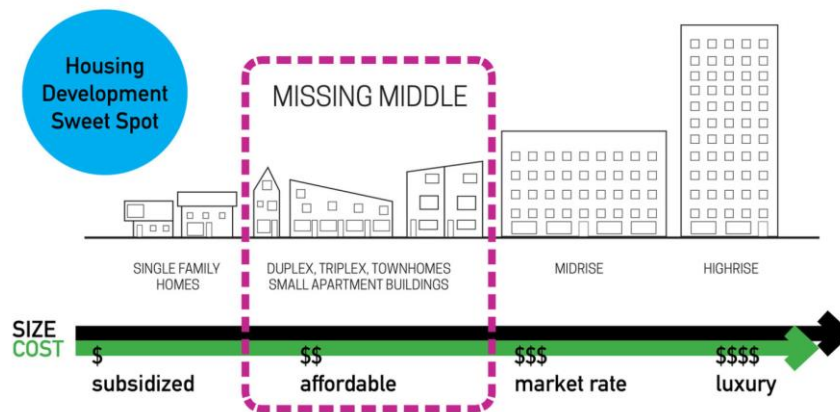 Housing
Development
Sweet Spot
MISSING MIDDLE
SINGLE FAMILY
HOMES
DUPLEX, TRIPLEX, TOWNHOMES
SMALL APARTMENT BUILDINGS
MIDRISE
HIGHRISE
SIZE
COST
$
subsidized
$$
affordable
$$$
market rate
$$$$
luxury